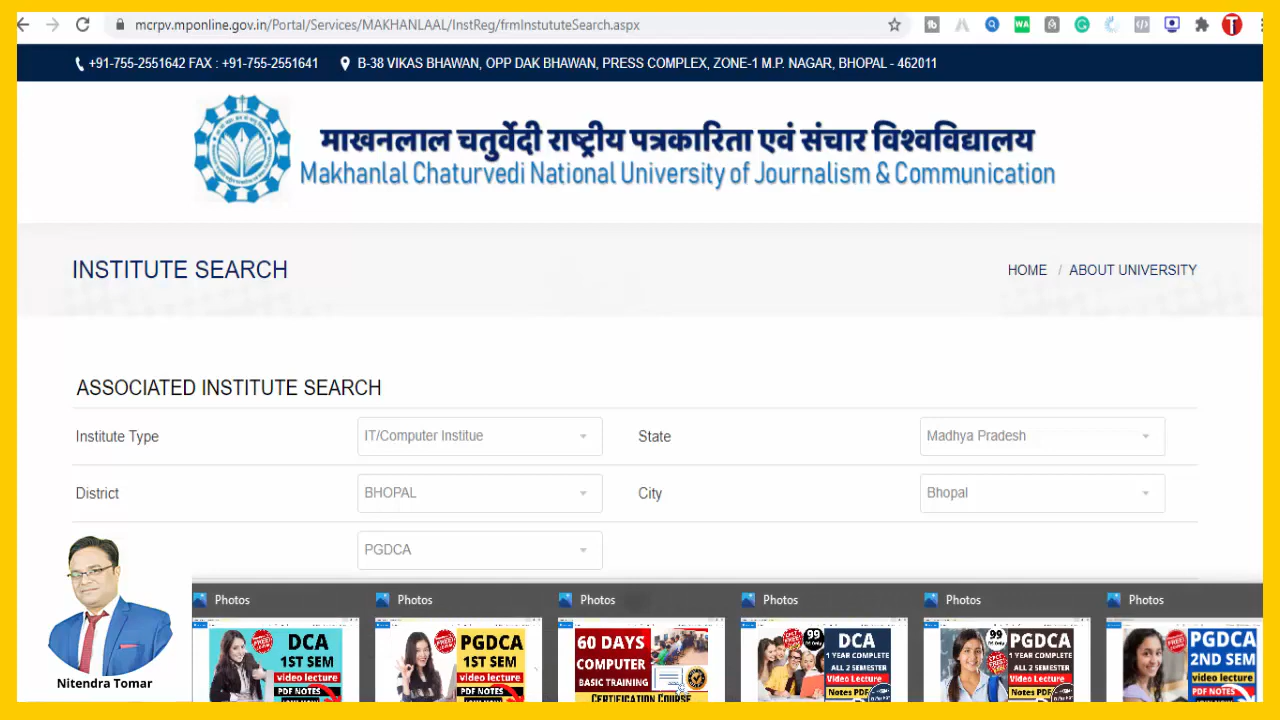 mcrpv.mponline.gov.in/Portal/Services/MAKHANLAAL/InstReg/frmInstututeSearch.aspx
+91-755-2551642 FAX : +91-755-2551641 B-38 VIKAS BHAWAN, OPP DAK BHAWAN, PRESS COMPLEX, ZONE-1 M.P. NAGAR, BHOPAL - 462011
माखनलाल चतुर्वेदी राष्ट्रीय पत्रकारिता एवं संचार विश्वविद्यालय
Makhanlal Chaturvedi National University of Journalism & Communication
INSTITUTE SEARCH
HOME / ABOUT UNIVERSITY
ASSOCIATED INSTITUTE SEARCH
Institute Type IT/Computer Institue State Madhya Pradesh
District BHOPAL City Bhopal
PGDCA
Nitendra Tomar
Photos Photos Photos Photos Photos Photos
DCA
1ST SEM
video lecture
PDF NOTES
PGDCA
1ST SEM
video lecture
PDF NOTES
60 DAYS
COMPUTER
BASIC TRAINING
CERTIFICATION COURSE
99
DCA
1 YEAR COMPLETE
ALL 2 SEMESTER
Video Lecture
Notes PDF
99
PGDCA
1 YEAR COMPLETE
ALL 2 SEMESTER
Video Lecture
Notes PDF
PGDCA
2ND SEM
video lecture
PDF NOTES